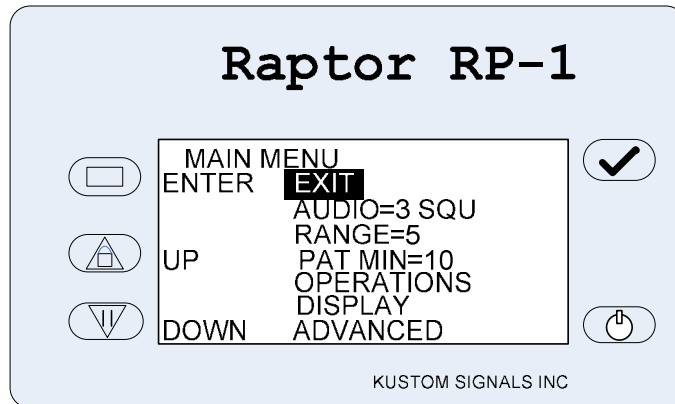 Raptor RP-1
MAIN MENU
ENTER EXIT
AUDIO=3 SQU
RANGE=5
UP PAT MIN=10
OPERATIONS
DISPLAY
DOWN ADVANCED
KUSTOM SIGNALS INC